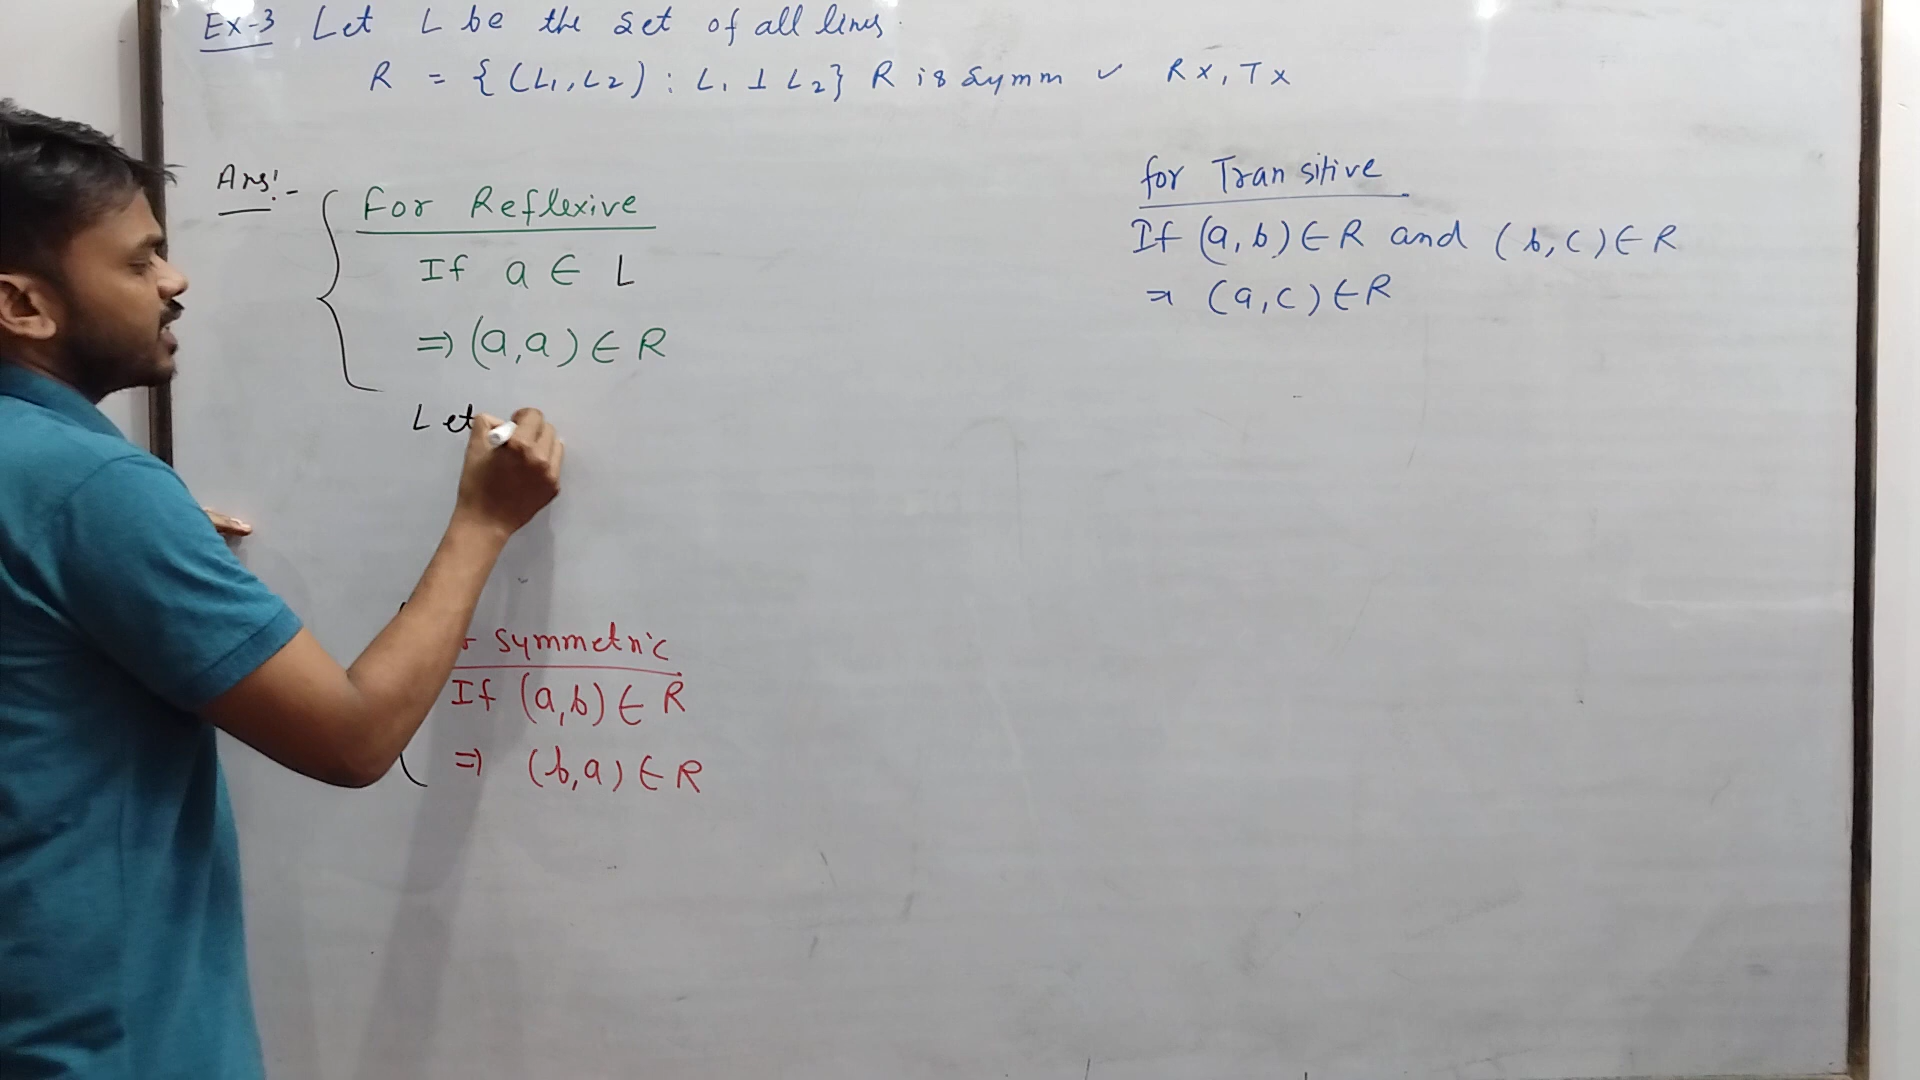 Ex-3 Let L be the set of all lines.
R = { (L1, L2) : L1 ⊥ L2} R is symm ✓ R×, T×
Ans:-
For Reflexive
If a ∈ L
⇒ (a,a) ∈ R
Let
symmetric
If (a,b) ∈ R
⇒ (b,a) ∈ R
for Transitive
If (a,b) ∈ R and (b,c) ∈ R
⇒ (a,c) ∈ R